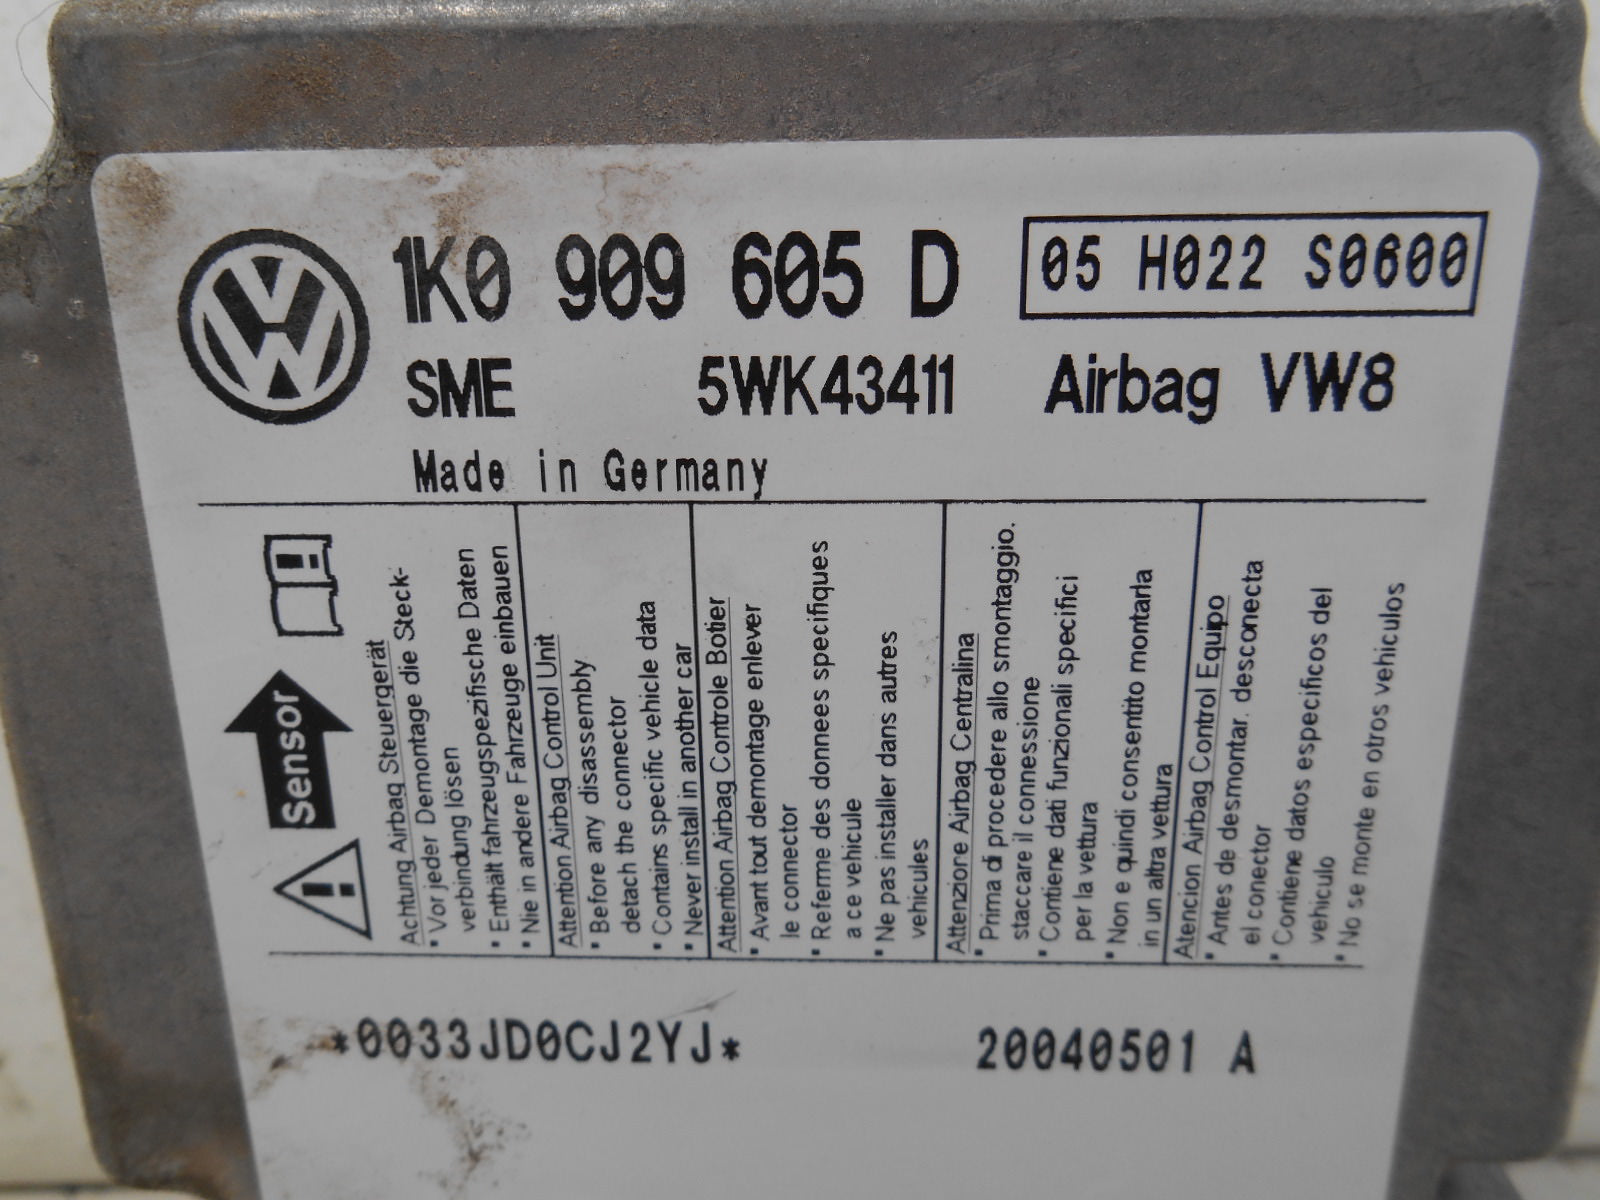 1K0 909 605 D
05 H022 S0600
SME 5WK43411 Airbag VW8
Made in Germany
Sensor
Achtung Airbag Steuergerät
• Vor jeder Demontage die Steck-
verbindung lösen
• Enthält fahrzeugspezifische Daten
• Nie in andere Fahrzeuge einbauen
Attention Airbag Control Unit
• Before any disassembly
detach the connector
• Contains specific vehicle data
• Never install in another car
Attention Airbag Controle Botier
• Avant tout demontage enlever
le connector
• Referme des donnees specifiques
a ce vehicule
• Ne pas installer dans autres
vehicules
Attenzione Airbag Centralina
• Prima di procedere allo smontaggio.
staccare il connessione
• Contiene dati funzionali specifici
per la vettura
• Non e quindi consentito montarla
in un altra vettura
Atencion Airbag Control Equipo
• Antes de desmontar. desconecta
el conector
• Contiene datos especificos del
vehiculo
• No se monte en otros vehiculos
*0033JD0CJ2YJ* 20040501 A